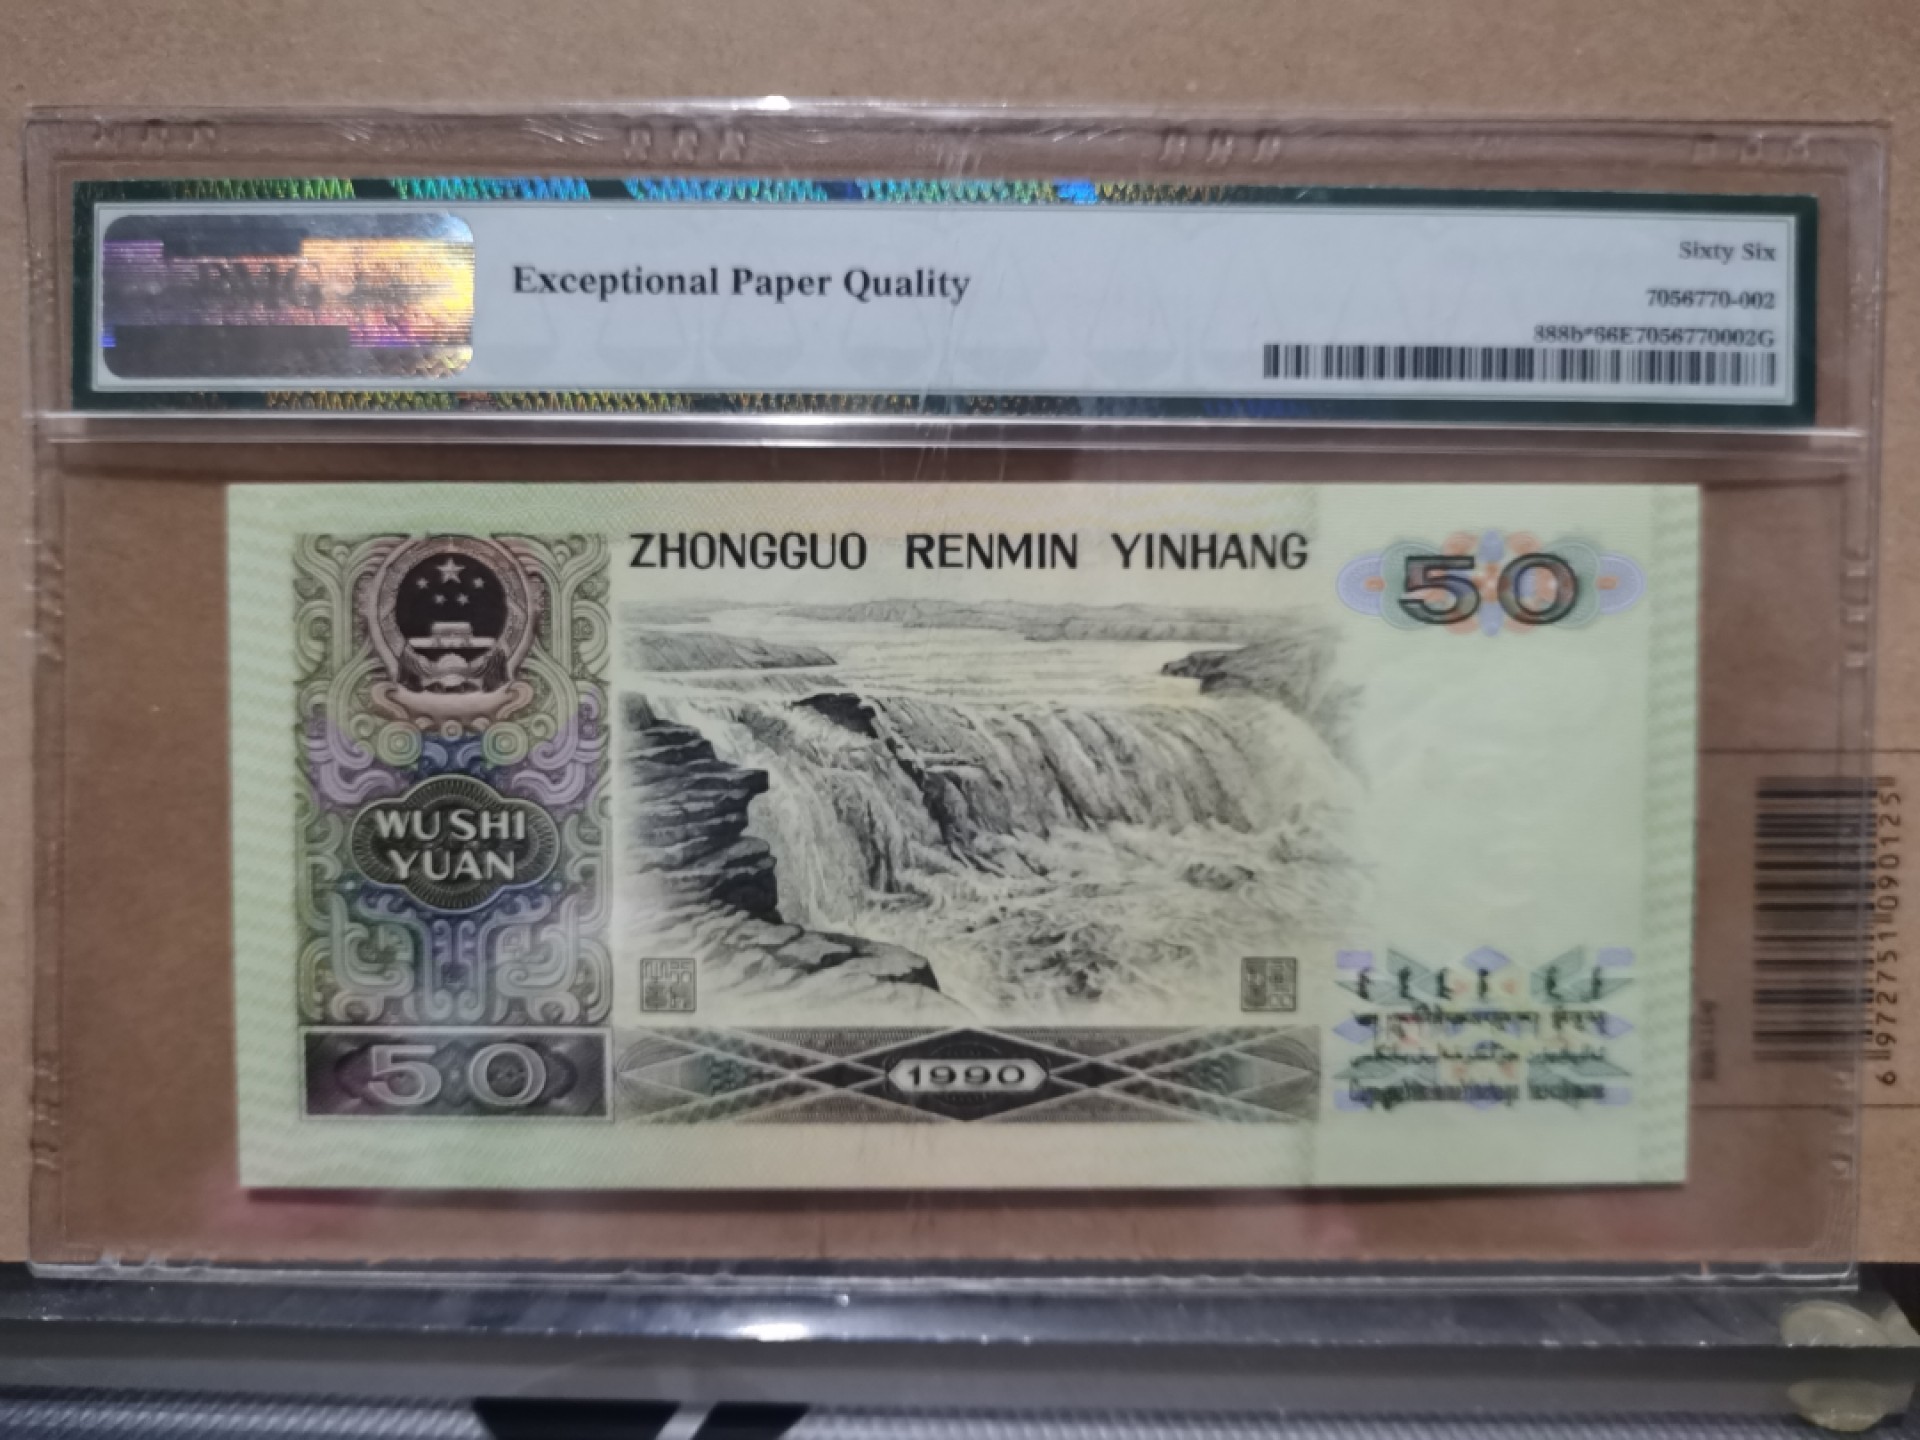 PMG
Exceptional Paper Quality
Sixty Six
7056770-002
888b*66E7056770002G
ZHONGGUO RENMIN YINHANG
50
WU SHI
YUAN
50
1990
6 972751 090125